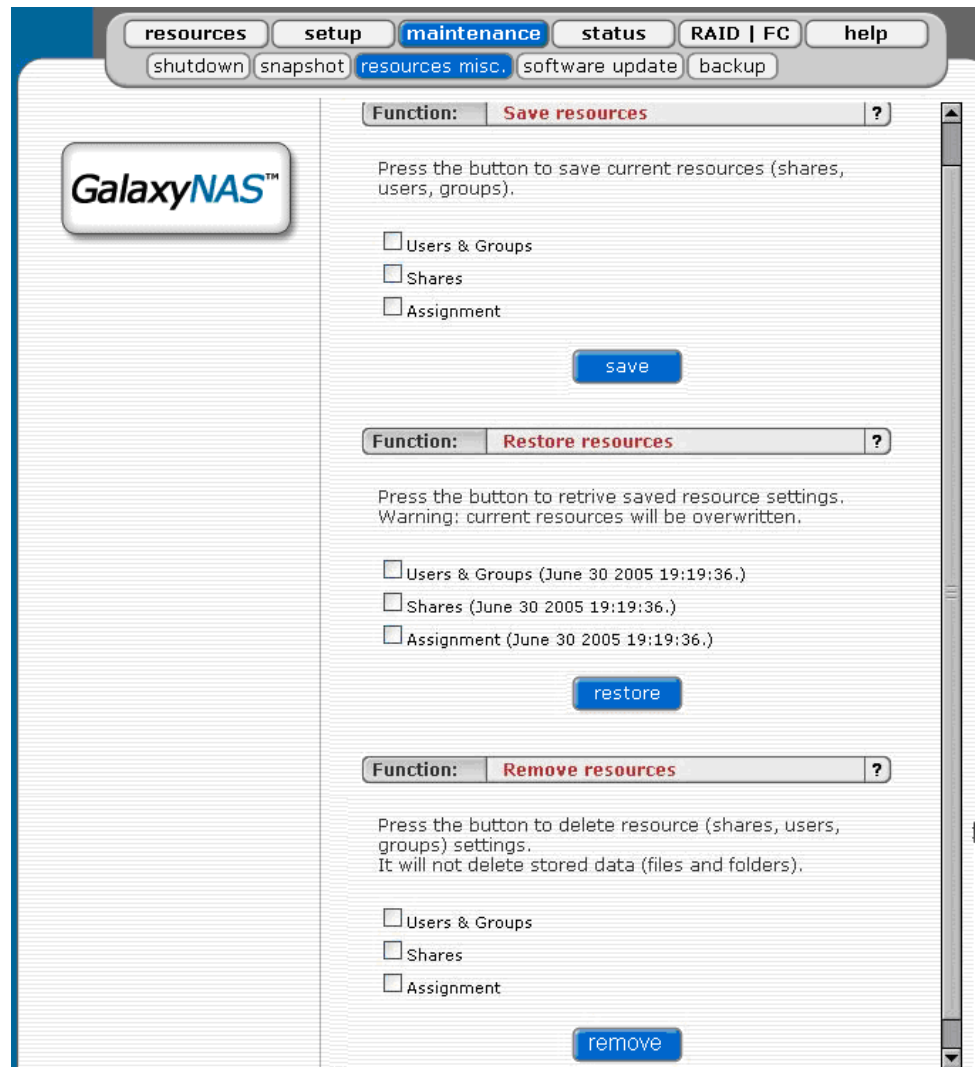 resources setup maintenance status RAID | FC help
shutdown snapshot resources misc. software update backup
GalaxyNAS™
Function: Save resources ?
Press the button to save current resources (shares,
users, groups).
Users & Groups
Shares
Assignment
save
Function: Restore resources ?
Press the button to retrive saved resource settings.
Warning: current resources will be overwritten.
Users & Groups (June 30 2005 19:19:36.)
Shares (June 30 2005 19:19:36.)
Assignment (June 30 2005 19:19:36.)
restore
Function: Remove resources ?
Press the button to delete resource (shares, users,
groups) settings.
It will not delete stored data (files and folders).
Users & Groups
Shares
Assignment
remove